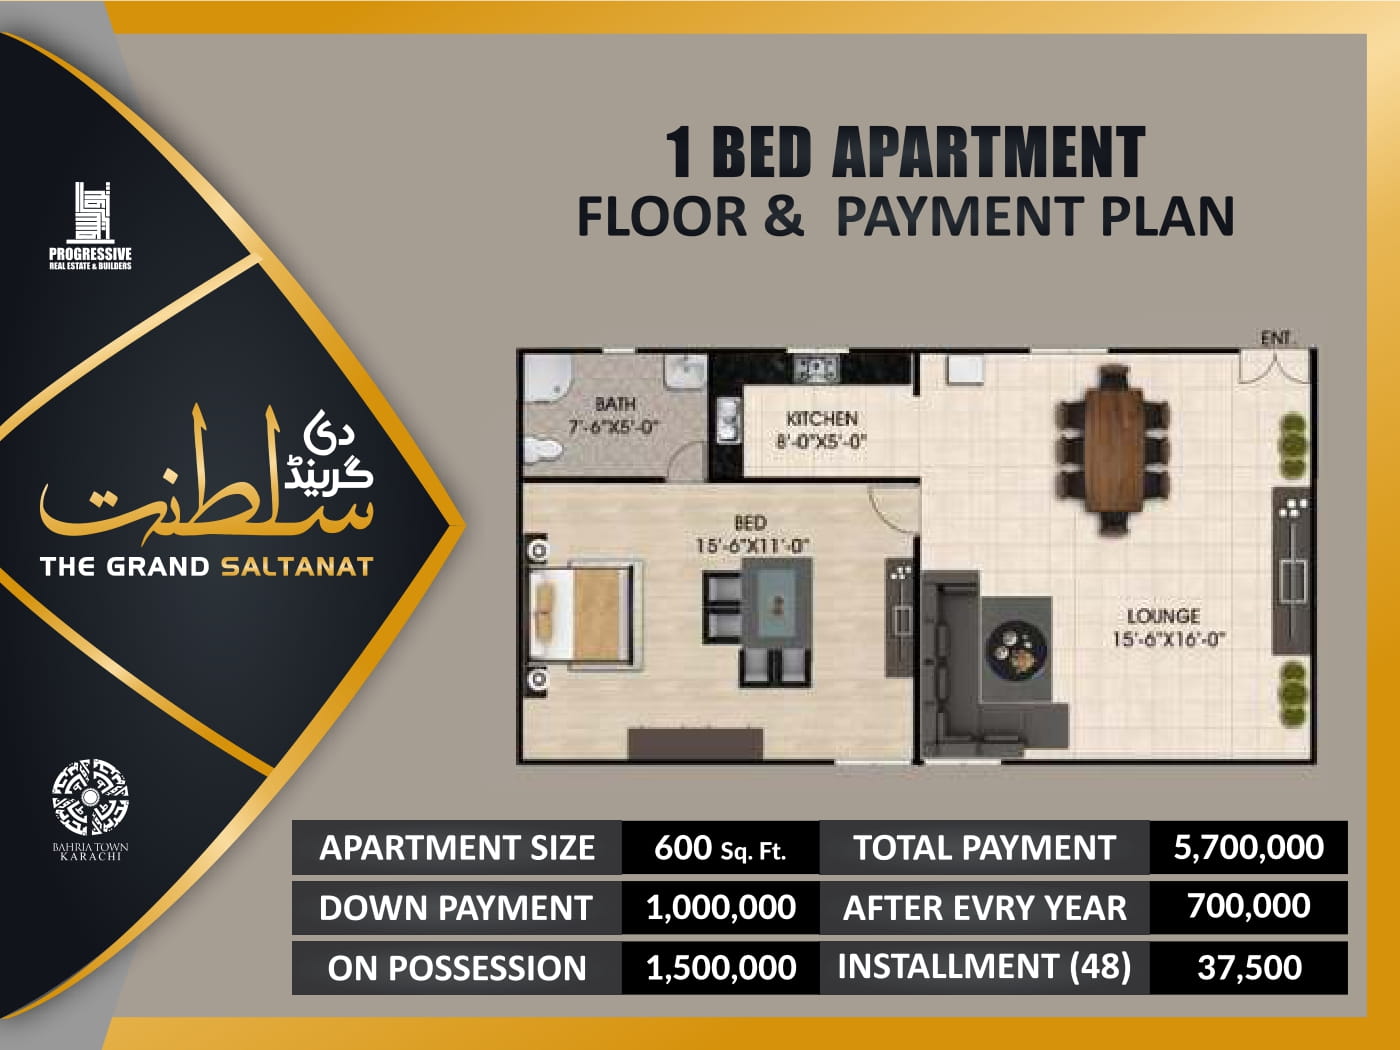 1 BED APARTMENT
FLOOR & PAYMENT PLAN
PROGRESSIVE
REAL ESTATE & BUILDERS
دی
گرینڈ
سلطنت
THE GRAND SALTANAT
BAHRIA TOWN
KARACHI
ENT.
BATH
7'-6"X5'-0"
KITCHEN
8'-0"X5'-0"
BED
15'-6"X11'-0"
LOUNGE
15'-6"X16'-0"
APARTMENT SIZE 600 Sq. Ft. TOTAL PAYMENT 5,700,000
DOWN PAYMENT 1,000,000 AFTER EVRY YEAR 700,000
ON POSSESSION 1,500,000 INSTALLMENT (48) 37,500